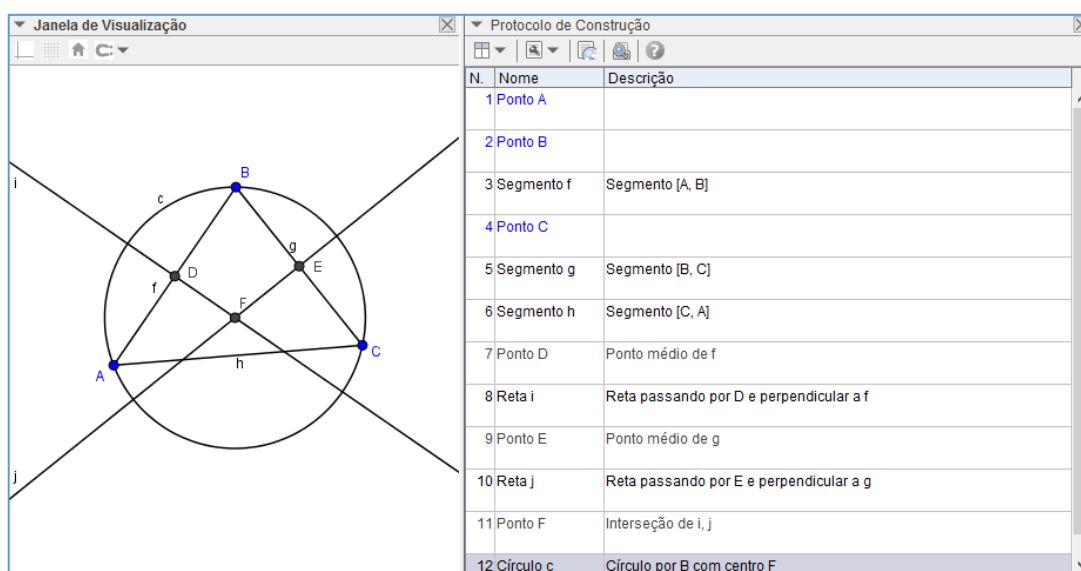 Janela de Visualização
B
i
c
g
D
E
f
F
C
h
A
j
Protocolo de Construção
N. Nome Descrição
1 Ponto A
2 Ponto B
3 Segmento f Segmento [A, B]
4 Ponto C
5 Segmento g Segmento [B, C]
6 Segmento h Segmento [C, A]
7 Ponto D Ponto médio de f
8 Reta i Reta passando por D e perpendicular a f
9 Ponto E Ponto médio de g
10 Reta j Reta passando por E e perpendicular a g
11 Ponto F Interseção de i, j
12 Círculo c Círculo por B com centro F